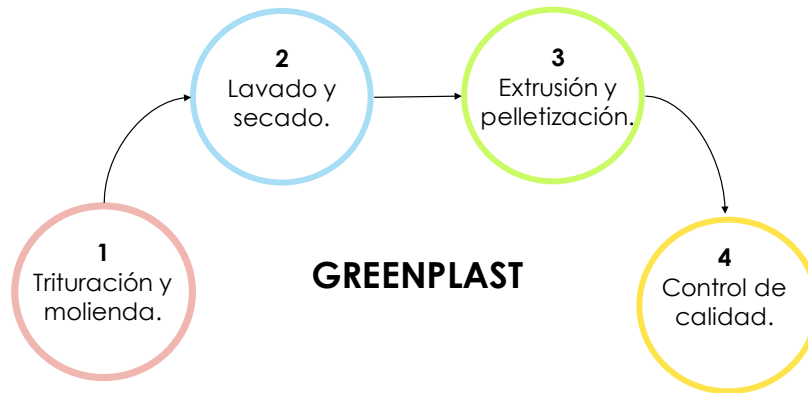 1
Trituración y
molienda.
2
Lavado y
secado.
3
Extrusión y
pelletización.
4
Control de
calidad.
GREENPLAST